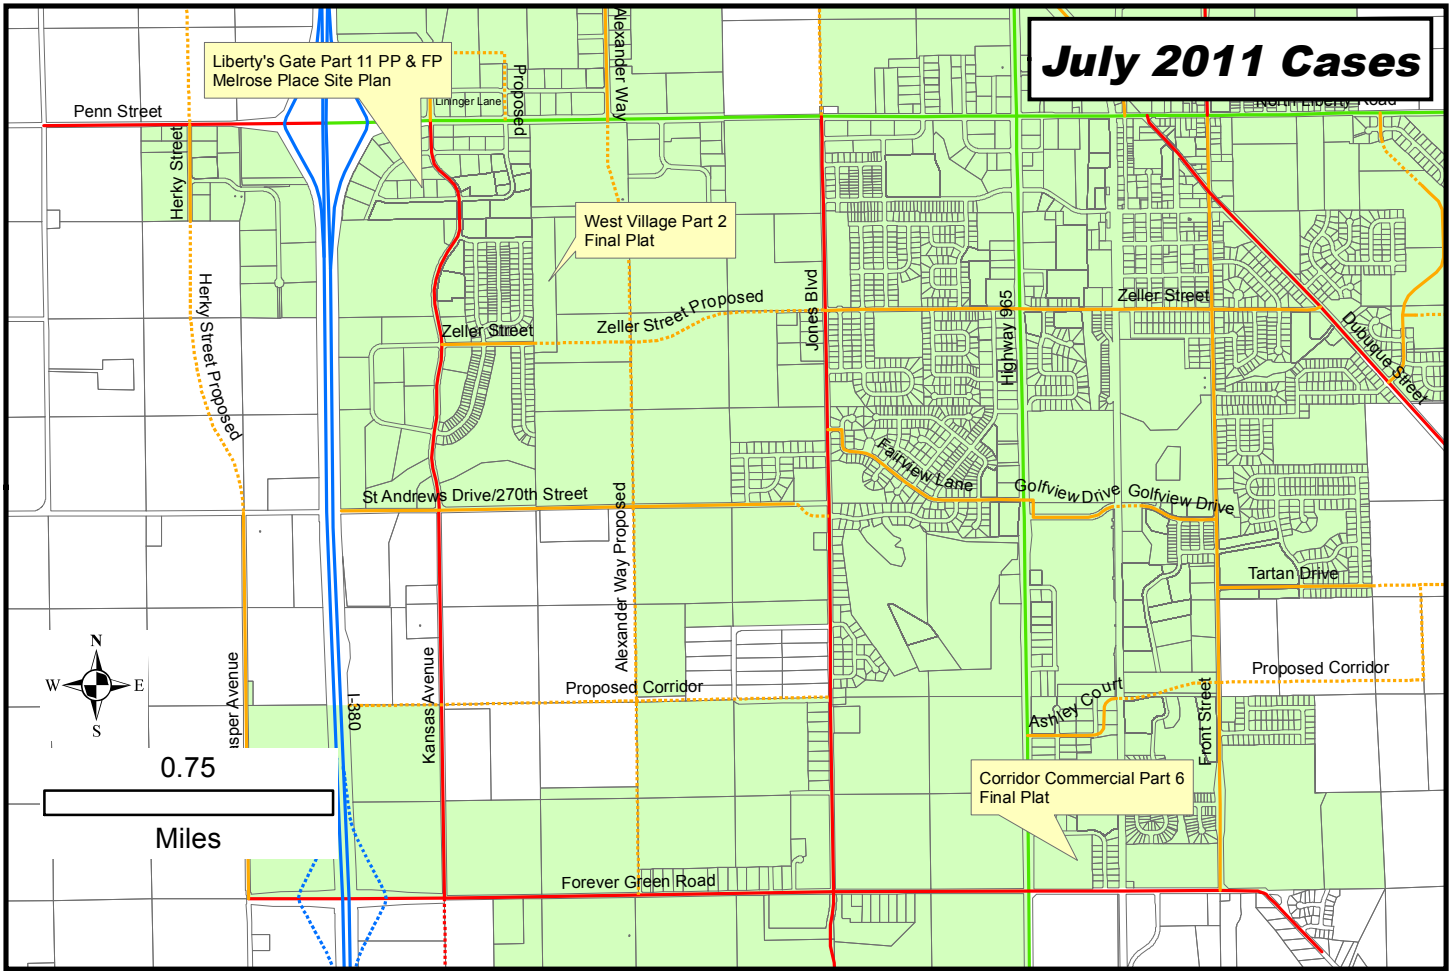 July 2011 Cases
Liberty's Gate Part 11 PP & FP
Melrose Place Site Plan
Alexander Way
Proposed
Lininger Lane
North Liberty Road
Penn Street
Herky Street
West Village Part 2
Final Plat
Herky Street Proposed
Zeller Street
Zeller Street Proposed
Jones Blvd
Highway 965
Zeller Street
Dubuque Street
Fairview Lane
Golfview Drive
Golfview Drive
St Andrews Drive/270th Street
Alexander Way Proposed
Tartan Drive
N
W
E
S
asper Avenue
I-380
Kansas Avenue
Proposed Corridor
Proposed Corridor
Ashley Court
Front Street
0.75
Miles
Corridor Commercial Part 6
Final Plat
Forever Green Road